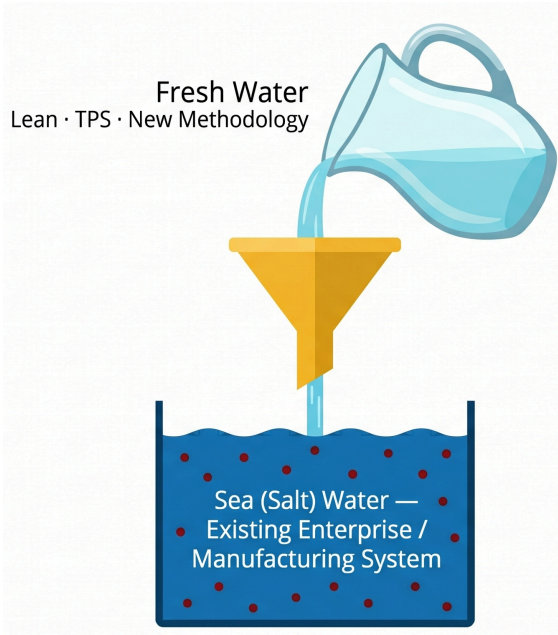 Fresh Water
Lean · TPS · New Methodology
Sea (Salt) Water —
Existing Enterprise /
Manufacturing System